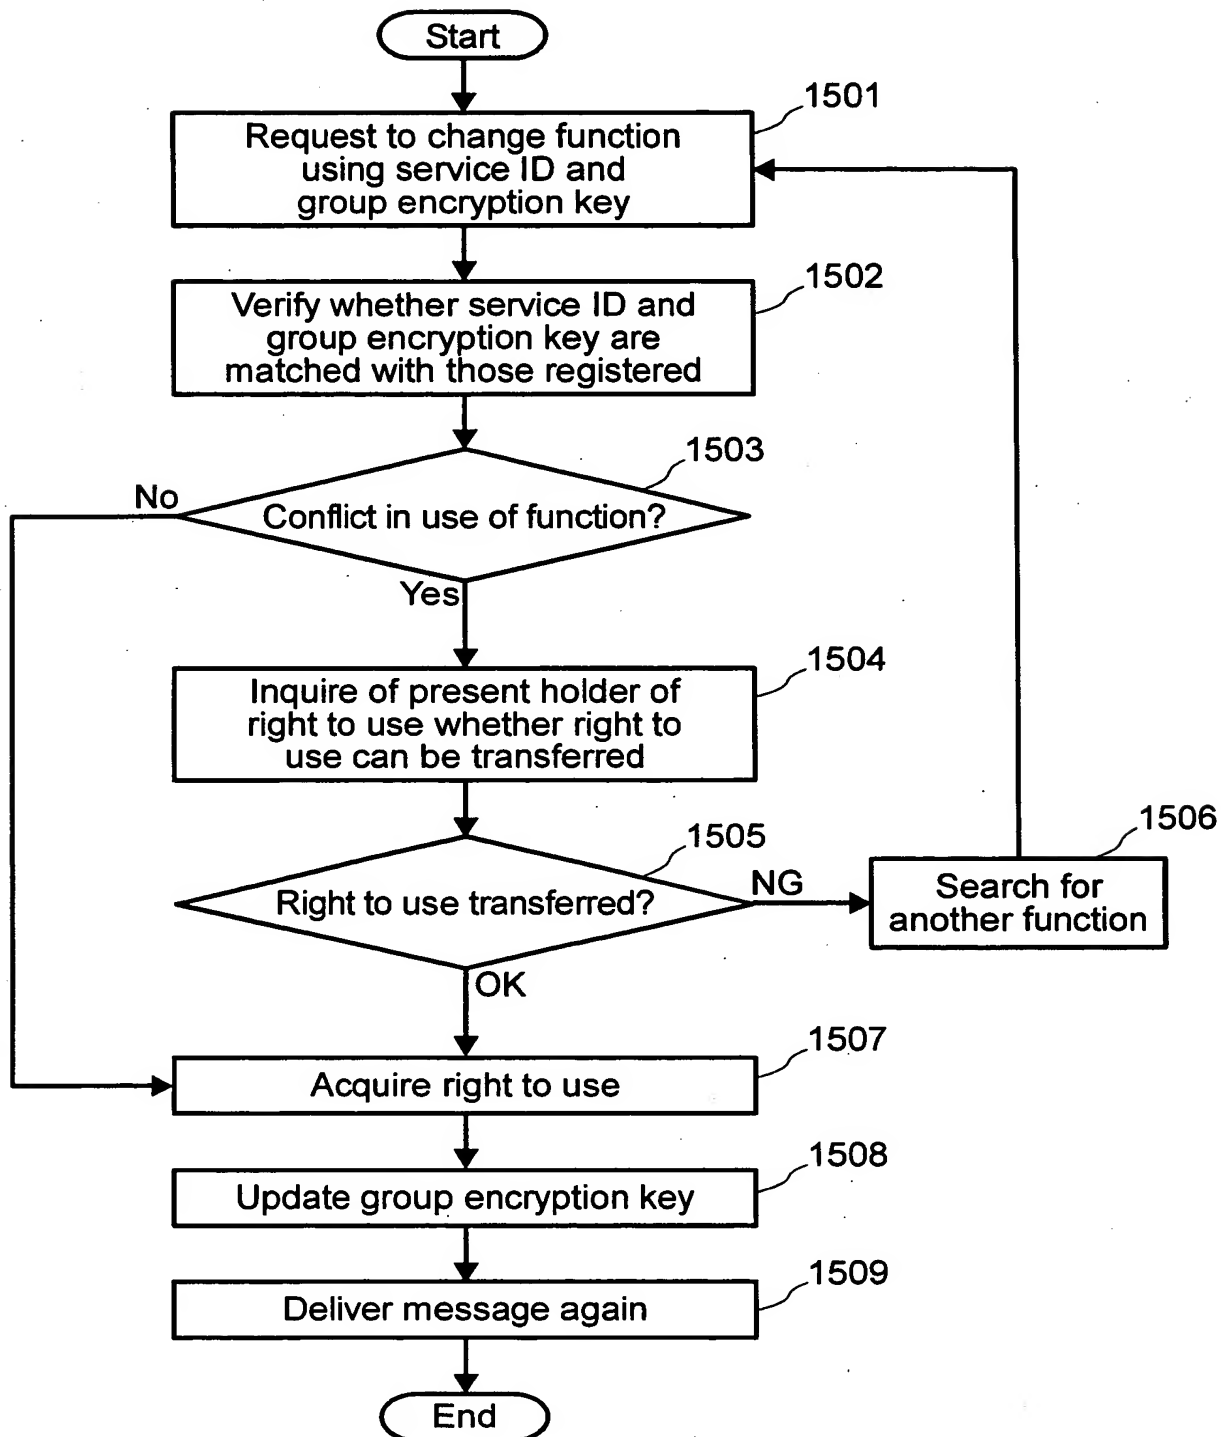 Start
1501
Request to change function
using service ID and
group encryption key
1502
Verify whether service ID and
group encryption key are
matched with those registered
1503
No
Conflict in use of function?
Yes
1504
Inquire of present holder of
right to use whether right to
use can be transferred
1505
1506
Right to use transferred?
NG
Search for
another function
OK
1507
Acquire right to use
1508
Update group encryption key
1509
Deliver message again
End